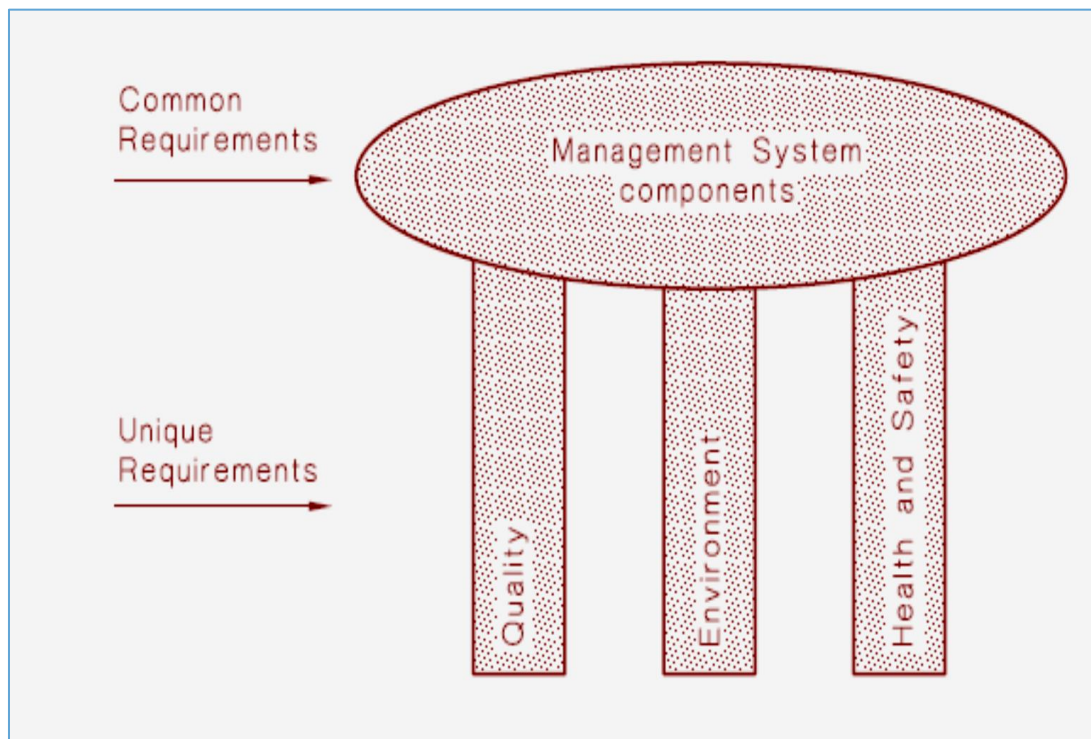 Common
Requirements
Management System
components
Unique
Requirements
Quality
Environment
Health and Safety